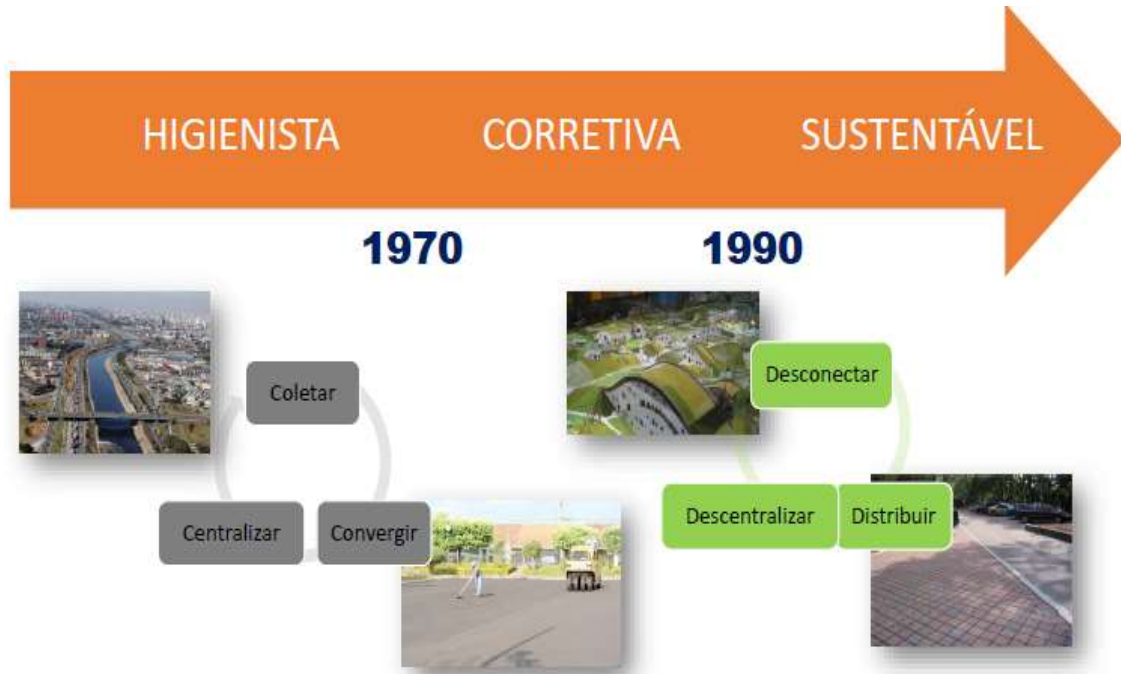 HIGIENISTA CORRETIVA SUSTENTÁVEL
1970 1990
Coletar
Centralizar Convergir
Desconectar
Descentralizar Distribuir